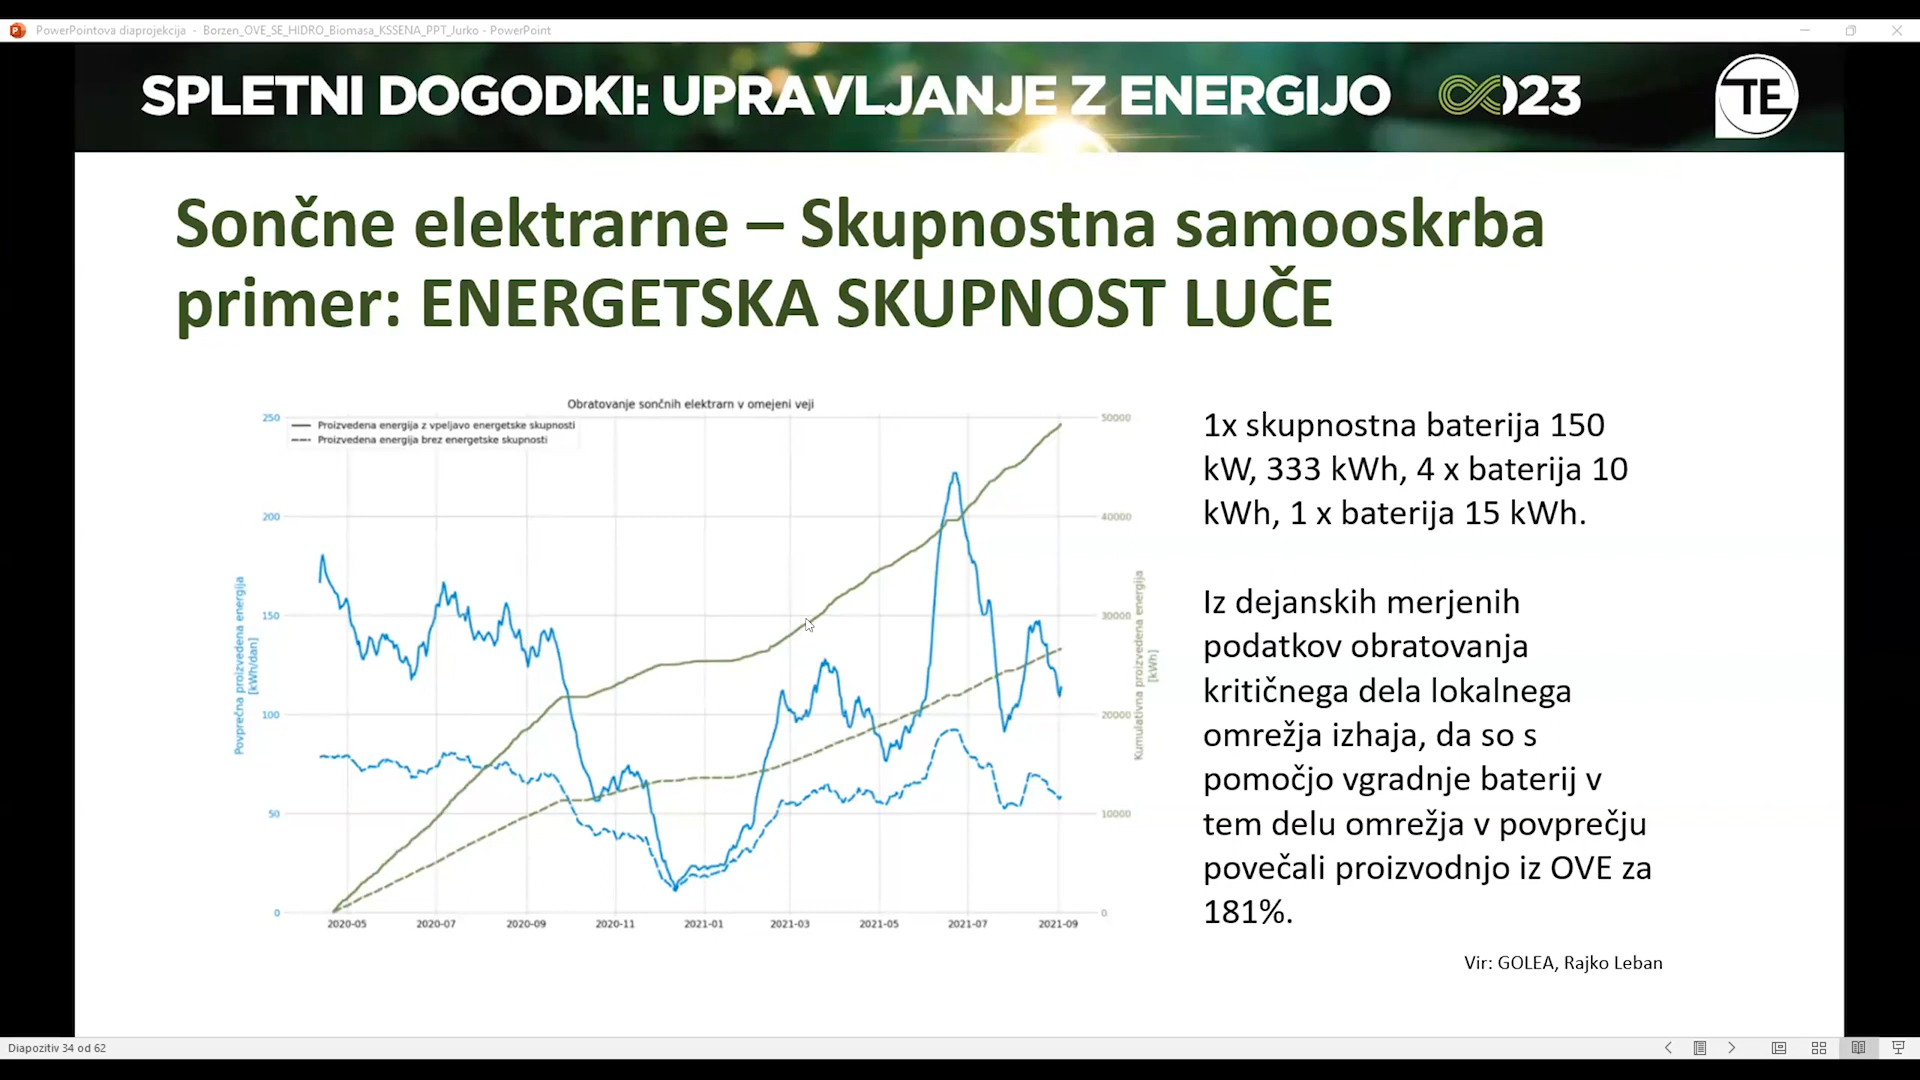 PowerPointova diaprojekcija - Borzen_OVE_SE_HIDRO_Biomasa_KSSENA_PPT_Jurko - PowerPoint
SPLETNI DOGODKI: UPRAVLJANJE Z ENERGIJO 2023
TE
Sončne elektrarne – Skupnostna samooskrba
primer: ENERGETSKA SKUPNOST LUČE
Obratovanje sončnih elektrarn v omejeni veji
Proizvedena energija z vpeljavo energetske skupnosti
Proizvedena energija brez energetske skupnosti
250
200
150
100
50
0
Povprečna proizvedena energija
[kWh/dan]
50000
40000
30000
20000
10000
0
Kumulativna proizvedena energija
[kWh]
2020-05 2020-07 2020-09 2020-11 2021-01 2021-03 2021-05 2021-07 2021-09
1x skupnostna baterija 150
kW, 333 kWh, 4 x baterija 10
kWh, 1 x baterija 15 kWh.
Iz dejanskih merjenih
podatkov obratovanja
kritičnega dela lokalnega
omrežja izhaja, da so s
pomočjo vgradnje baterij v
tem delu omrežja v povprečju
povečali proizvodnjo iz OVE za
181%.
Vir: GOLEA, Rajko Leban
Diapozitiv 34 od 62